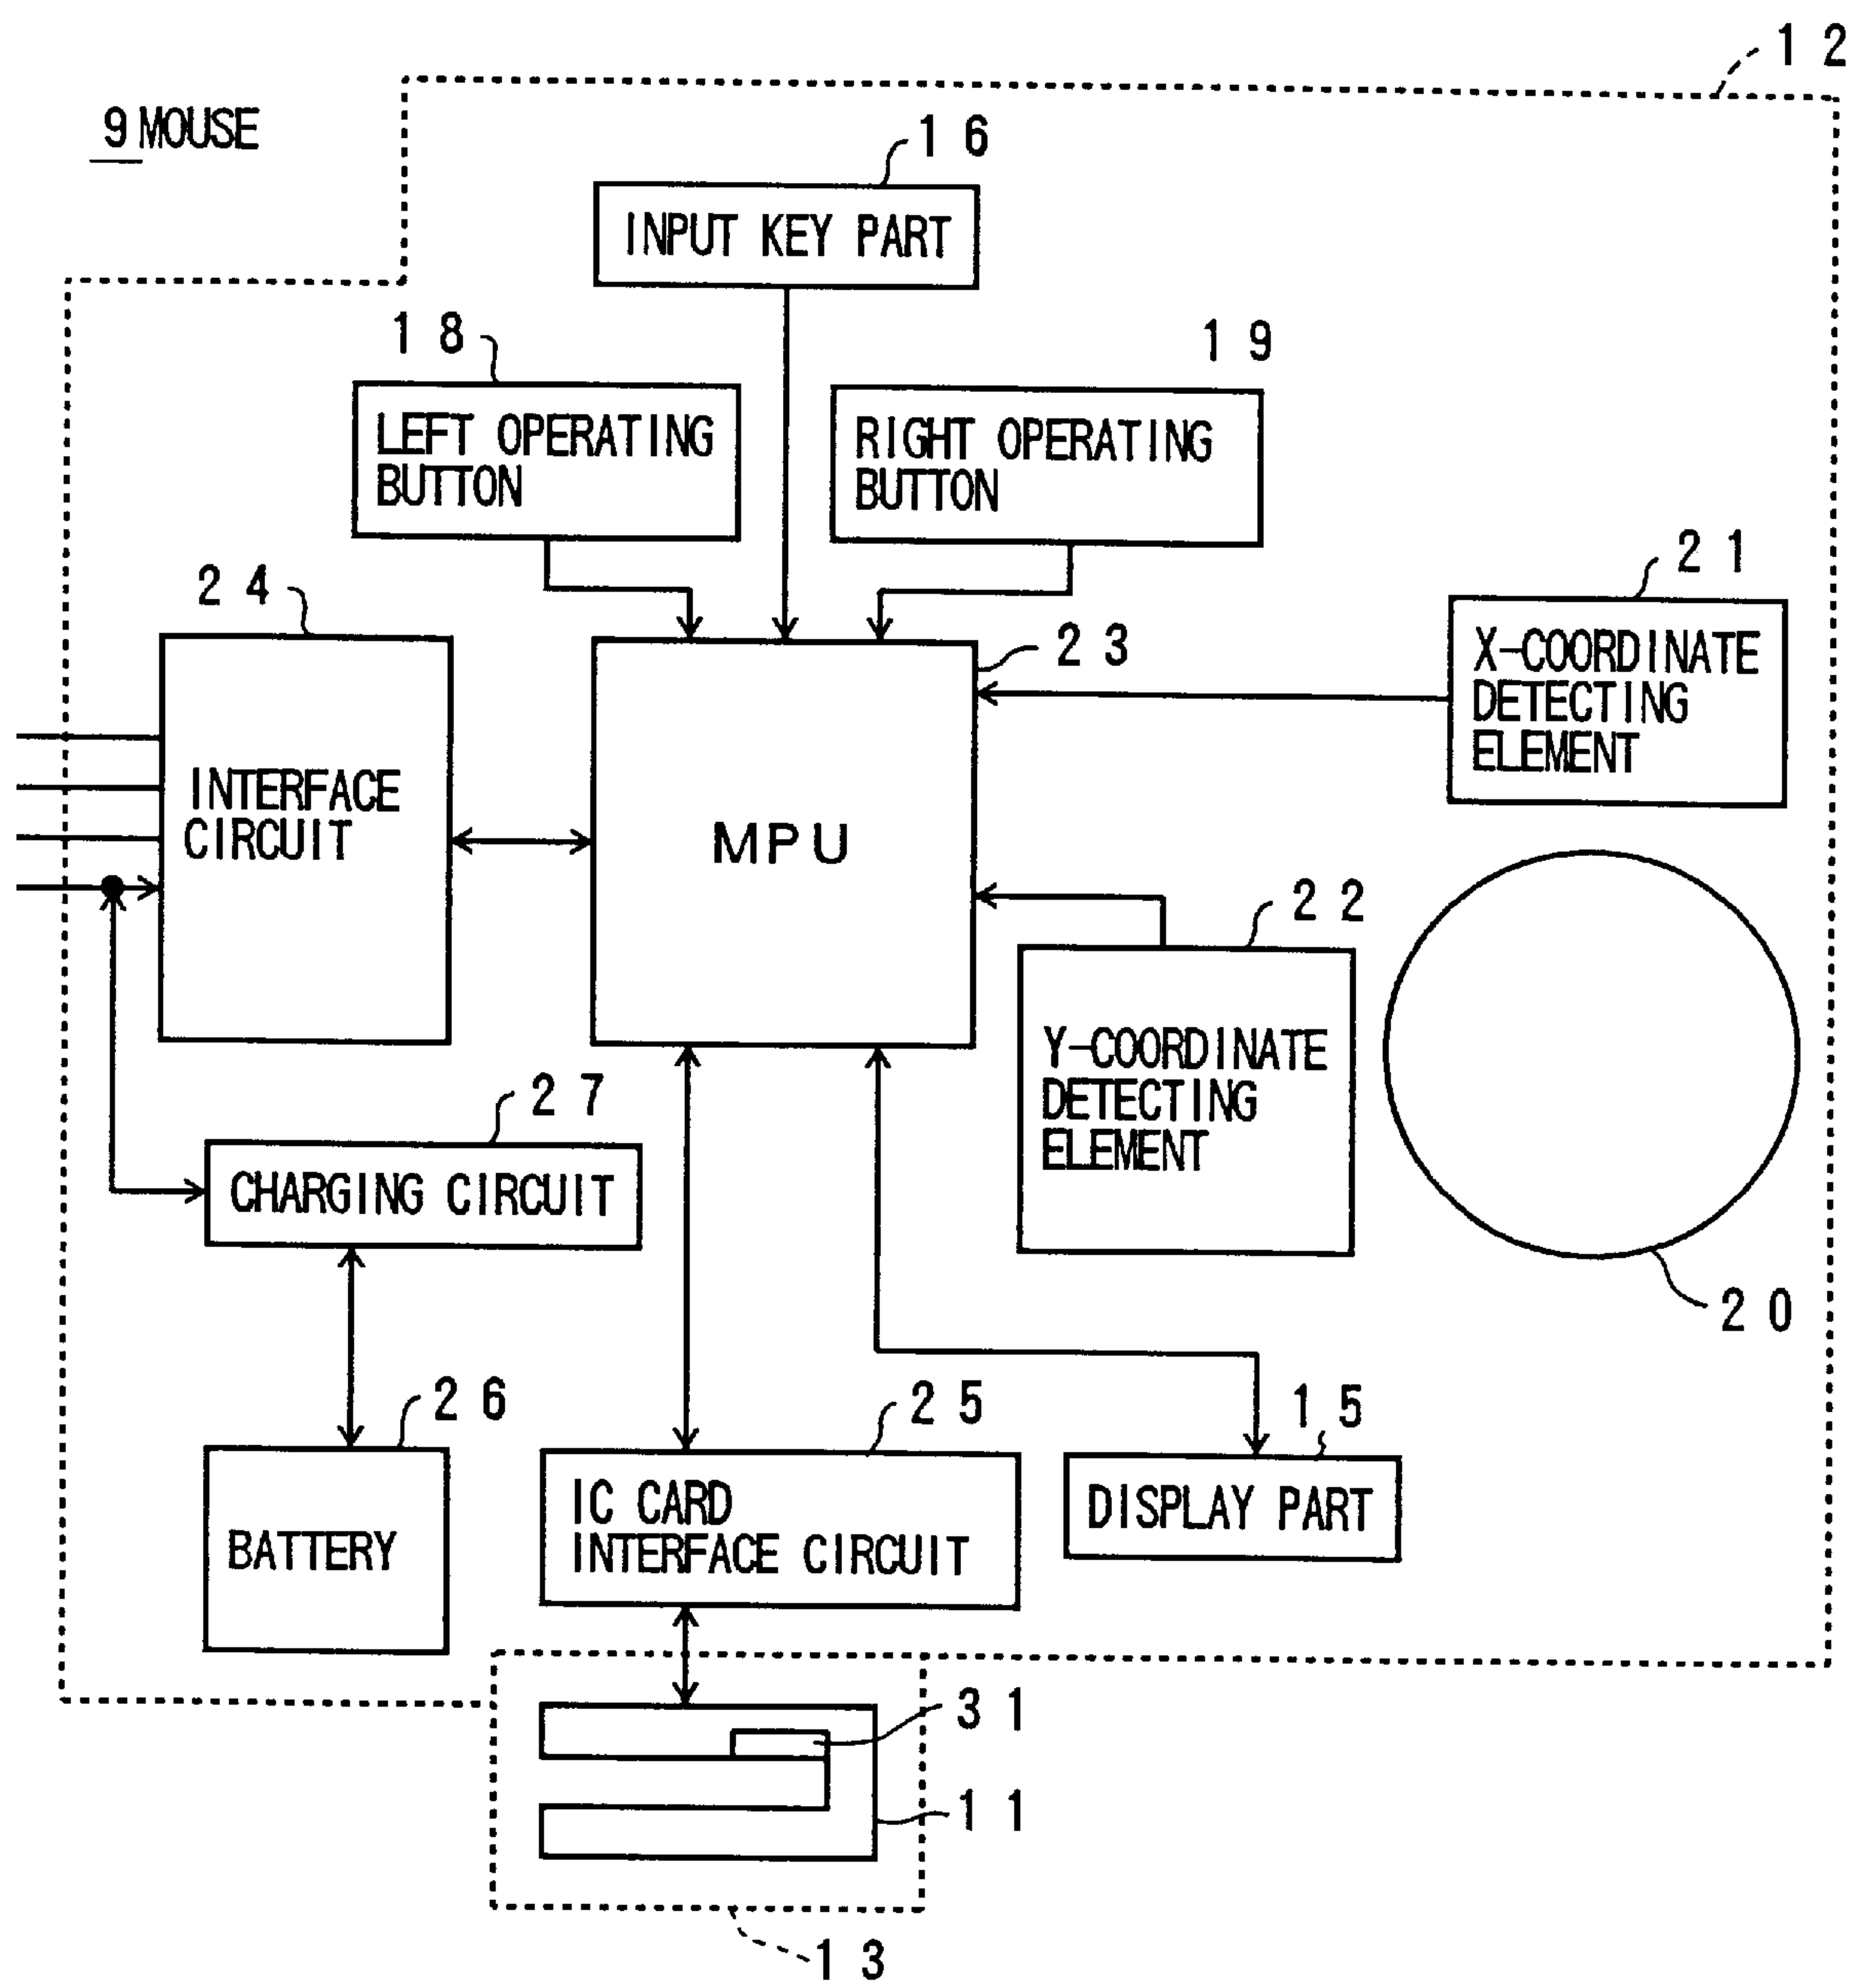 12
9 MOUSE
16
INPUT KEY PART
18
19
LEFT OPERATING
BUTTON
RIGHT OPERATING
BUTTON
21
24
23
X-COORDINATE
DETECTING
ELEMENT
INTERFACE
CIRCUIT
MPU
22
Y-COORDINATE
DETECTING
ELEMENT
27
CHARGING CIRCUIT
20
26
25
15
BATTERY
IC CARD
INTERFACE CIRCUIT
DISPLAY PART
31
11
13